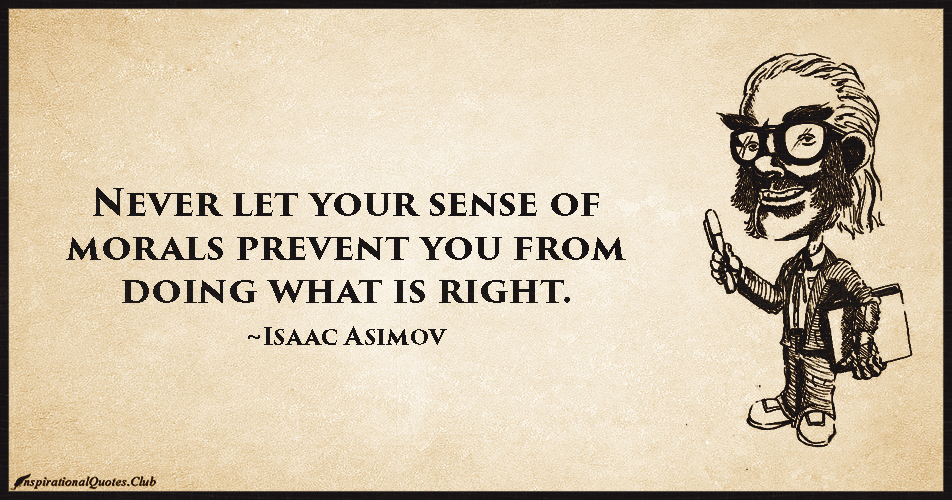 Never let your sense of
morals prevent you from
doing what is right.
~Isaac Asimov
InspirationalQuotes.Club